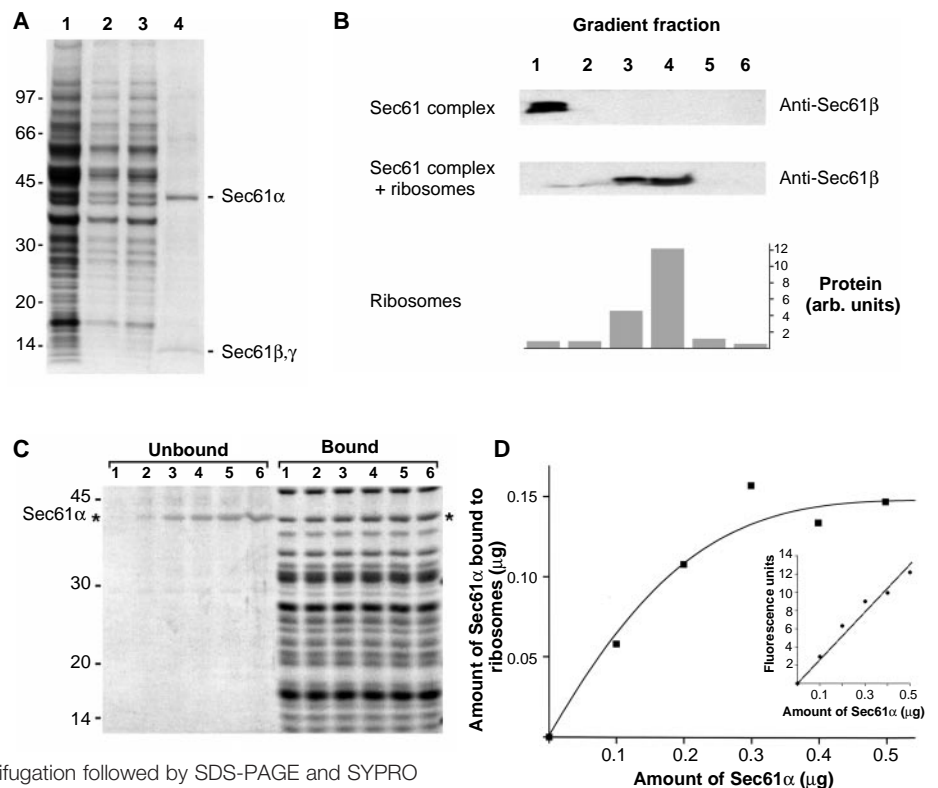 A
1 2 3 4
97-
66-
45-
30-
20-
14-
- Sec61α
- Sec61β,γ
B
Gradient fraction
1 2 3 4 5 6
Sec61 complex
Anti-Sec61β
Sec61 complex
+ ribosomes
Anti-Sec61β
Ribosomes
12
10
8
6
4
2
Protein
(arb. units)
C
Unbound Bound
1 2 3 4 5 6 1 2 3 4 5 6
45
Sec61α * *
30
20
14
D
Amount of Sec61α bound to
ribosomes (μg)
0.15
0.10
0.05
0.1 0.2 0.3 0.4 0.5
Amount of Sec61α (μg)
Fluorescence units
14
12
10
8
6
4
2
0.1 0.3 0.5
Amount of Sec61α (μg)
ifugation followed by SDS-PAGE and SYPRO